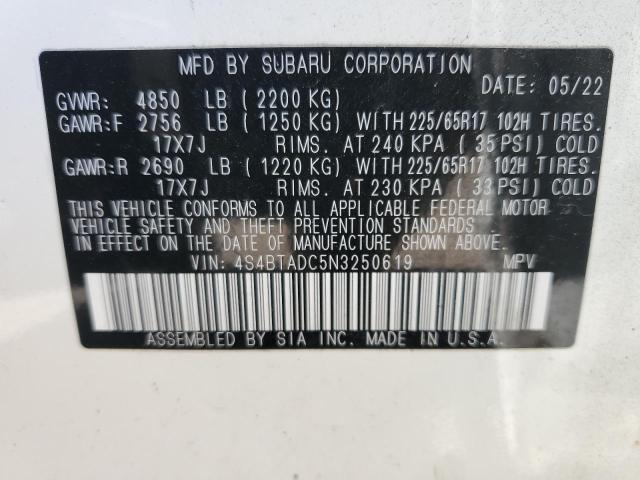 MFD BY SUBARU CORPORATION
DATE: 05/22
GVWR: 4850 LB ( 2200 KG)
GAWR:F 2756 LB ( 1250 KG) WITH 225/65R17 102H TIRES.
17X7J RIMS. AT 240 KPA ( 35 PSI) COLD
GAWR:R 2690 LB ( 1220 KG) WITH 225/65R17 102H TIRES.
17X7J RIMS. AT 230 KPA ( 33 PSI) COLD
THIS VEHICLE CONFORMS TO ALL APPLICABLE FEDERAL MOTOR
VEHICLE SAFETY AND THEFT PREVENTION STANDARDS
IN EFFECT ON THE DATE OF MANUFACTURE SHOWN ABOVE.
VIN: 4S4BTADC5N3250619 MPV
ASSEMBLED BY SIA INC. MADE IN U.S.A.